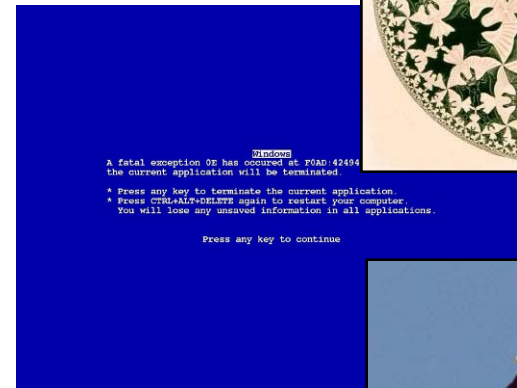 Windows
A fatal exception 0E has occured at F0AD:42494
the current application will be terminated.
* Press any key to terminate the current application.
* Press CTRL+ALT+DELETE again to restart your computer.
You will lose any unsaved information in all applications.
Press any key to continue